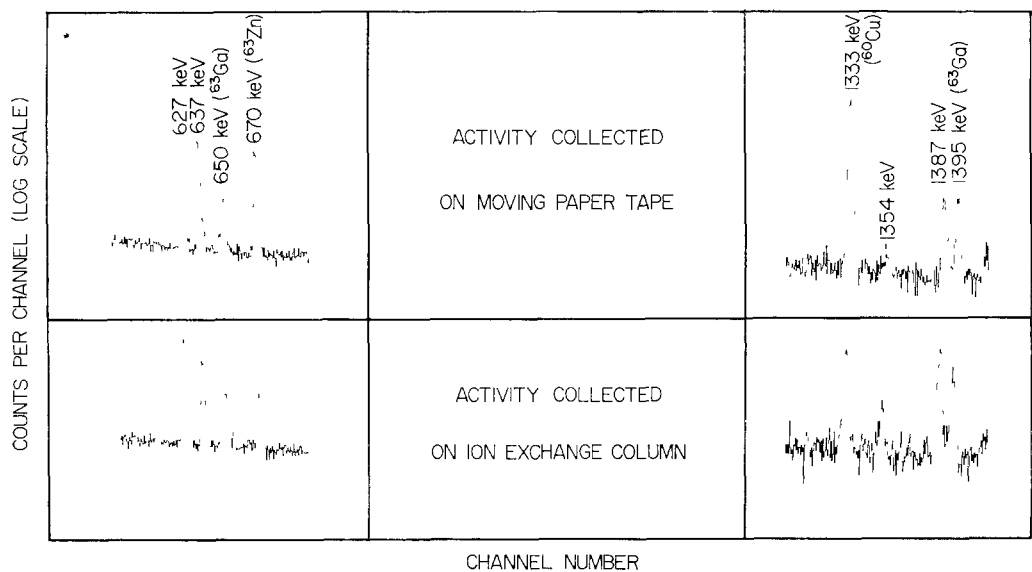 COUNTS PER CHANNEL (LOG SCALE)
627 keV
637 keV
650 keV (63Ga)
670 keV (63Zn)
ACTIVITY COLLECTED
ON MOVING PAPER TAPE
1333 keV
(60Cu)
1354 keV
1387 keV
1395 keV (63Ga)
ACTIVITY COLLECTED
ON ION EXCHANGE COLUMN
CHANNEL NUMBER